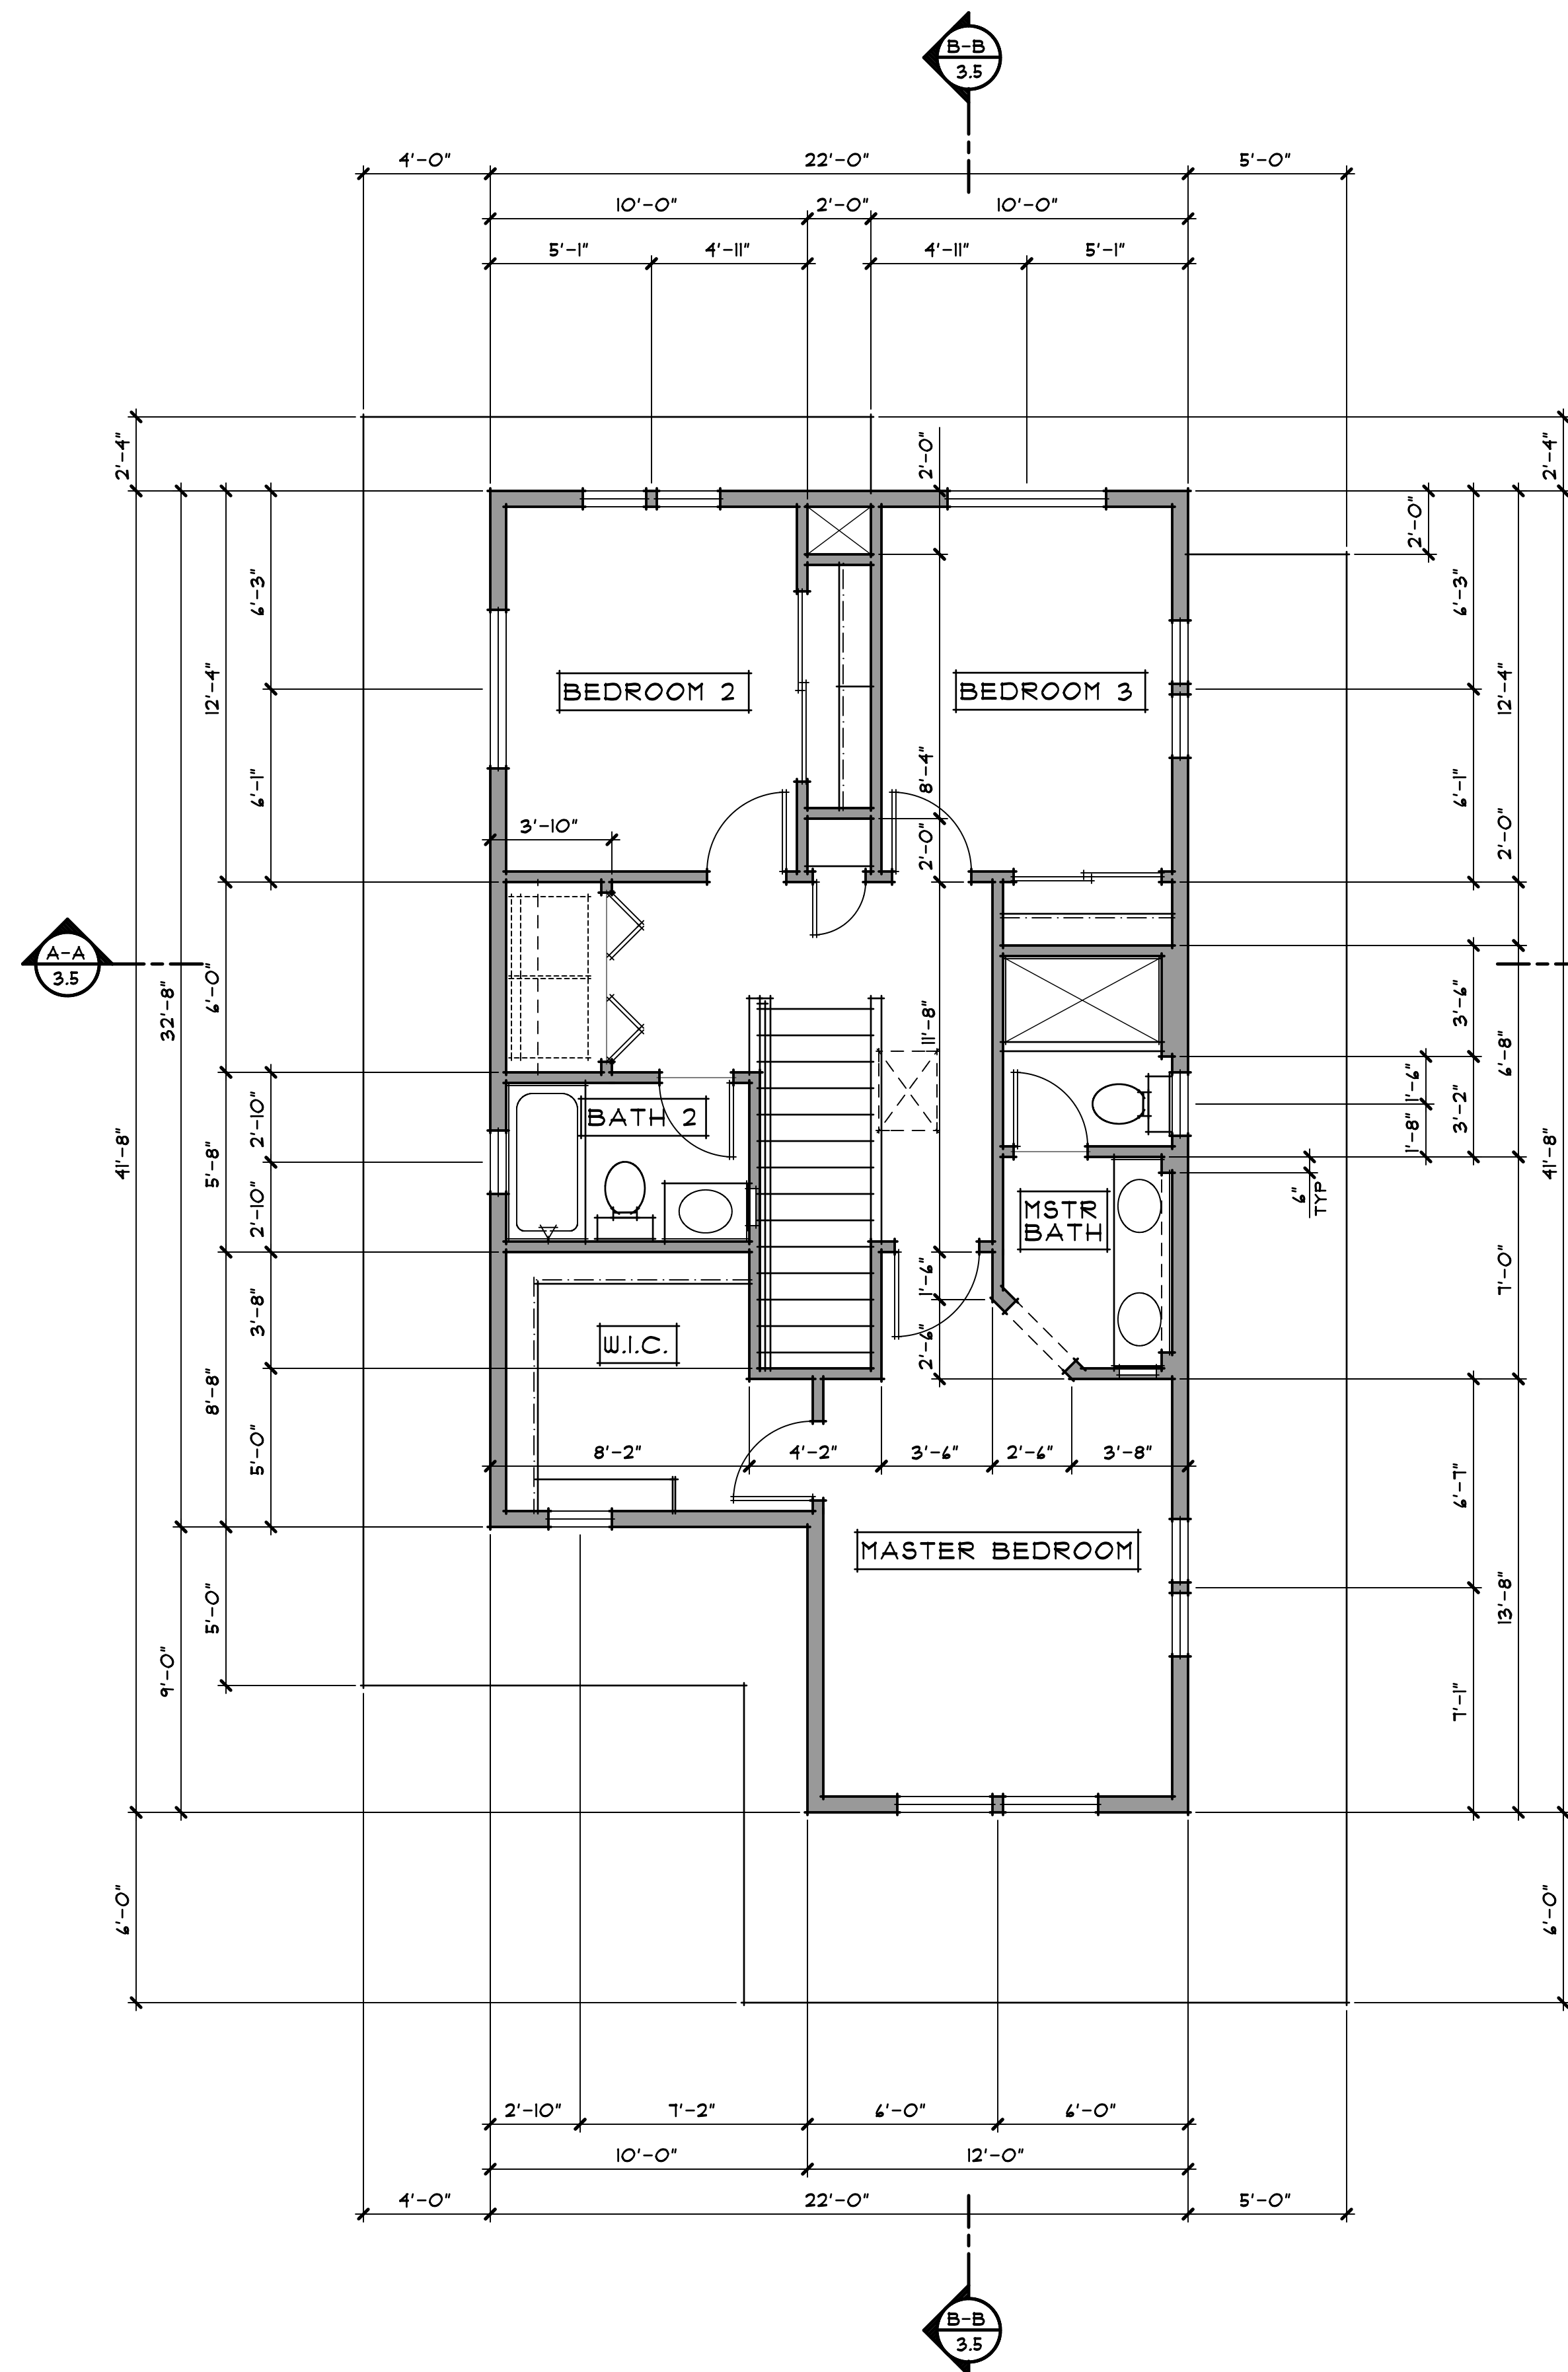 B-B
3.5
4'-0" 22'-0" 5'-0"
10'-0" 2'-0" 10'-0"
5'-1" 4'-11" 4'-11" 5'-1"
2'-4"
2'-0"
2'-4"
2'-0"
6'-3"
6'-3"
12'-4"
BEDROOM 2
BEDROOM 3
12'-4"
6'-1"
8'-4"
6'-1"
3'-10"
2'-0"
2'-0"
A-A
3.5
32'-8"
6'-0"
11'-8"
3'-6"
6'-8"
41'-8"
5'-8"
2'-10"
BATH 2
1'-6"
1'-8"
3'-2"
41'-8"
2'-10"
MSTR
BATH
6"
TYP
3'-8"
W.I.C.
1'-6"
2'-6"
7'-0"
8'-8"
5'-0"
8'-2" 4'-2" 3'-6" 2'-6" 3'-8"
6'-7"
MASTER BEDROOM
5'-0"
13'-8"
9'-0"
7'-1"
6'-0"
6'-0"
2'-10" 7'-2" 6'-0" 6'-0"
10'-0" 12'-0"
4'-0" 22'-0" 5'-0"
B-B
3.5